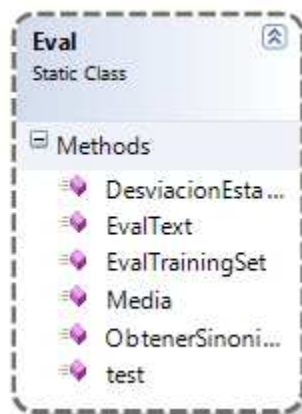 Eval
Static Class
Methods
DesviacionEsta...
EvalText
EvalTrainingSet
Media
ObtenerSinoni...
test